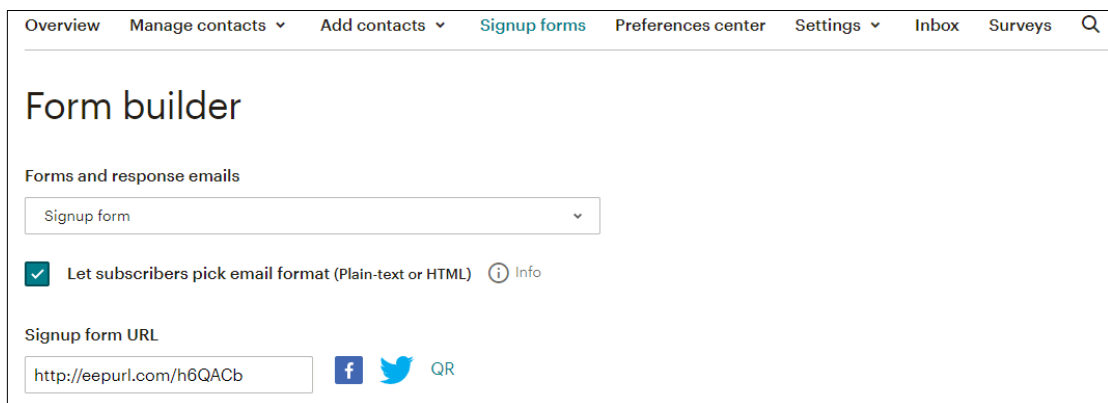 Overview Manage contacts Add contacts Signup forms Preferences center Settings Inbox Surveys
Form builder
Forms and response emails
Signup form
Let subscribers pick email format (Plain-text or HTML) i Info
Signup form URL
http://eepurl.com/h6QACb f QR